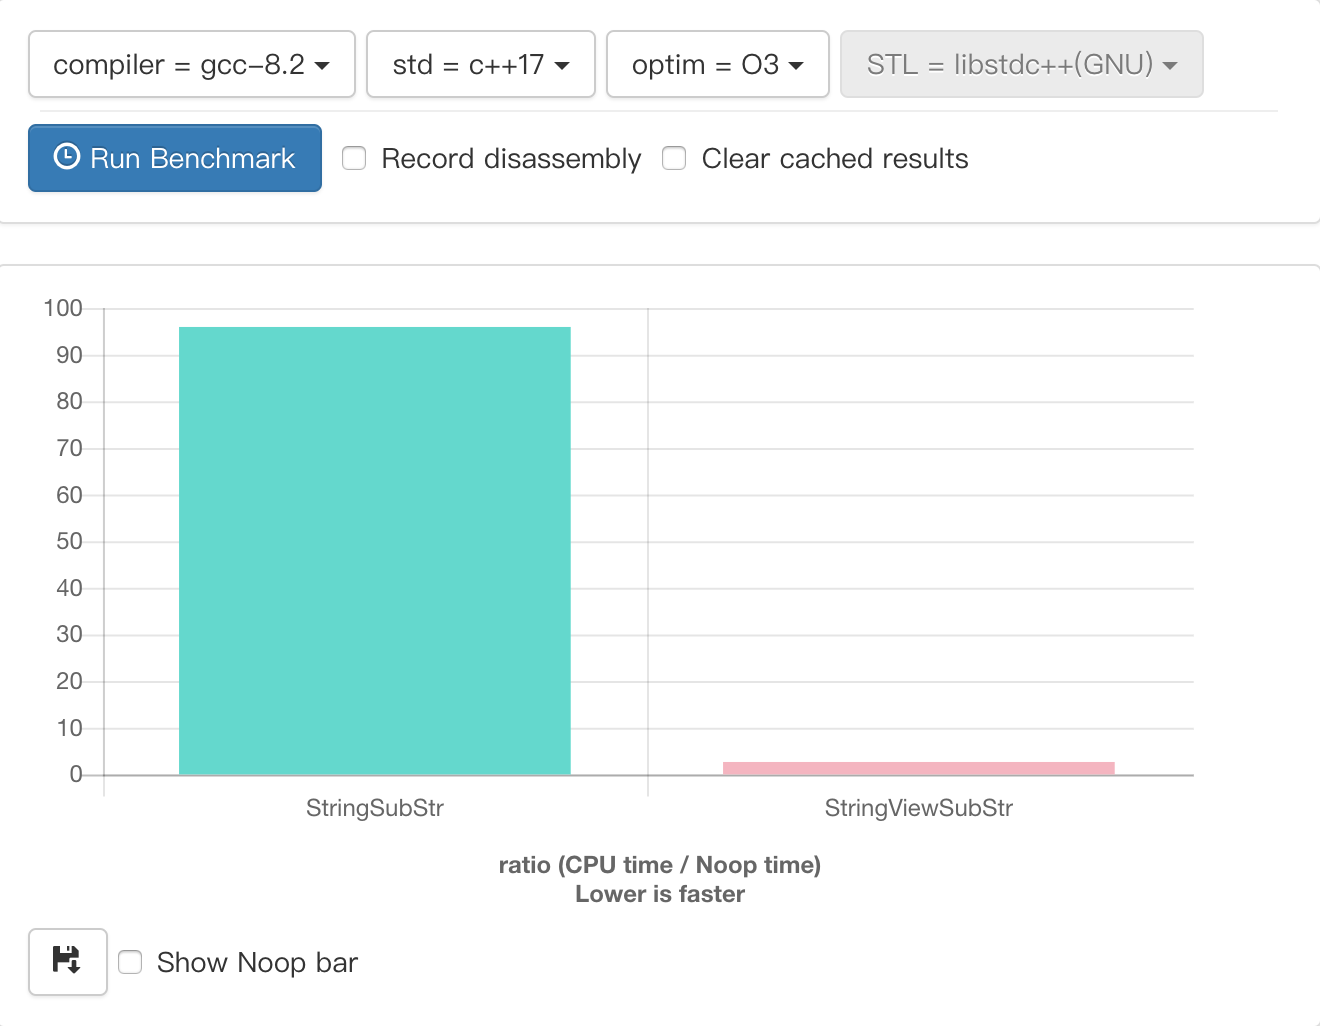 compiler = gcc-8.2 std = c++17 optim = O3 STL = libstdc++(GNU)
Run Benchmark Record disassembly Clear cached results
100
90
80
70
60
50
40
30
20
10
0
StringSubStr StringViewSubStr
ratio (CPU time / Noop time)
Lower is faster
Show Noop bar